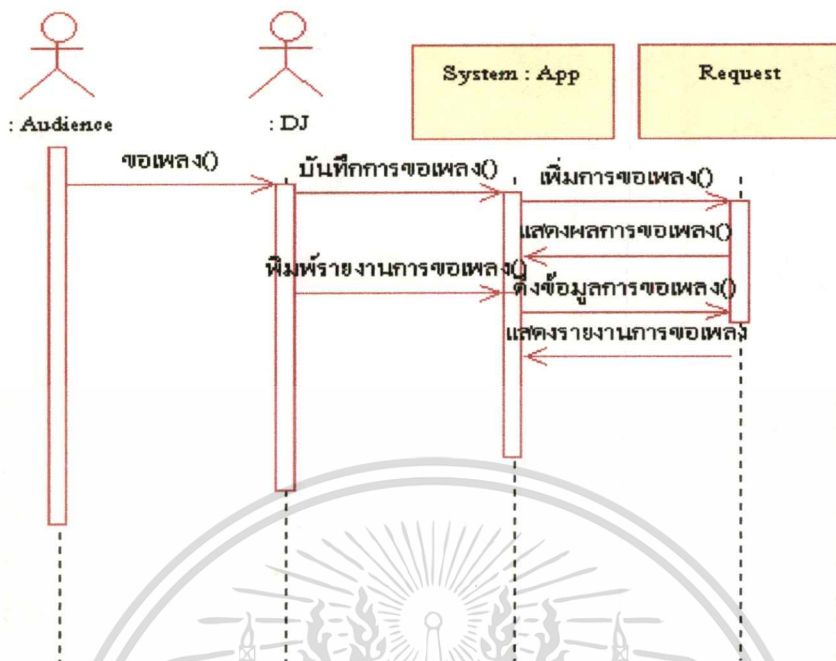 System : App
Request
: Audience
: DJ
ขอเพลง()
บันทึกการขอเพลง()
เพิ่มการขอเพลง()
แสดงผลการขอเพลง()
พิมพ์รายงานการขอเพลง()
ดึงข้อมูลการขอเพลง()
แสดงรายงานการขอเพลง